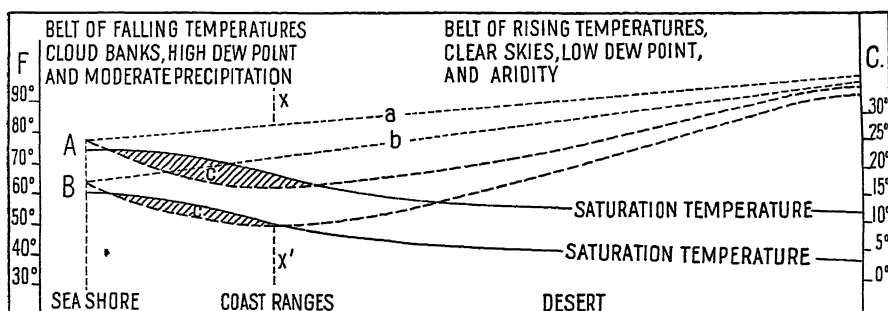 BELT OF FALLING TEMPERATURES
CLOUD BANKS, HIGH DEW POINT
AND MODERATE PRECIPITATION
BELT OF RISING TEMPERATURES,
CLEAR SKIES, LOW DEW POINT,
AND ARIDITY
F
C.
90°
80°
70°
60°
50°
40°
30°
30°
25°
20°
15°
10°
5°
0°
X
a
b
A
B
c
c
X'
SATURATION TEMPERATURE
SATURATION TEMPERATURE
SEA SHORE
COAST RANGES
DESERT